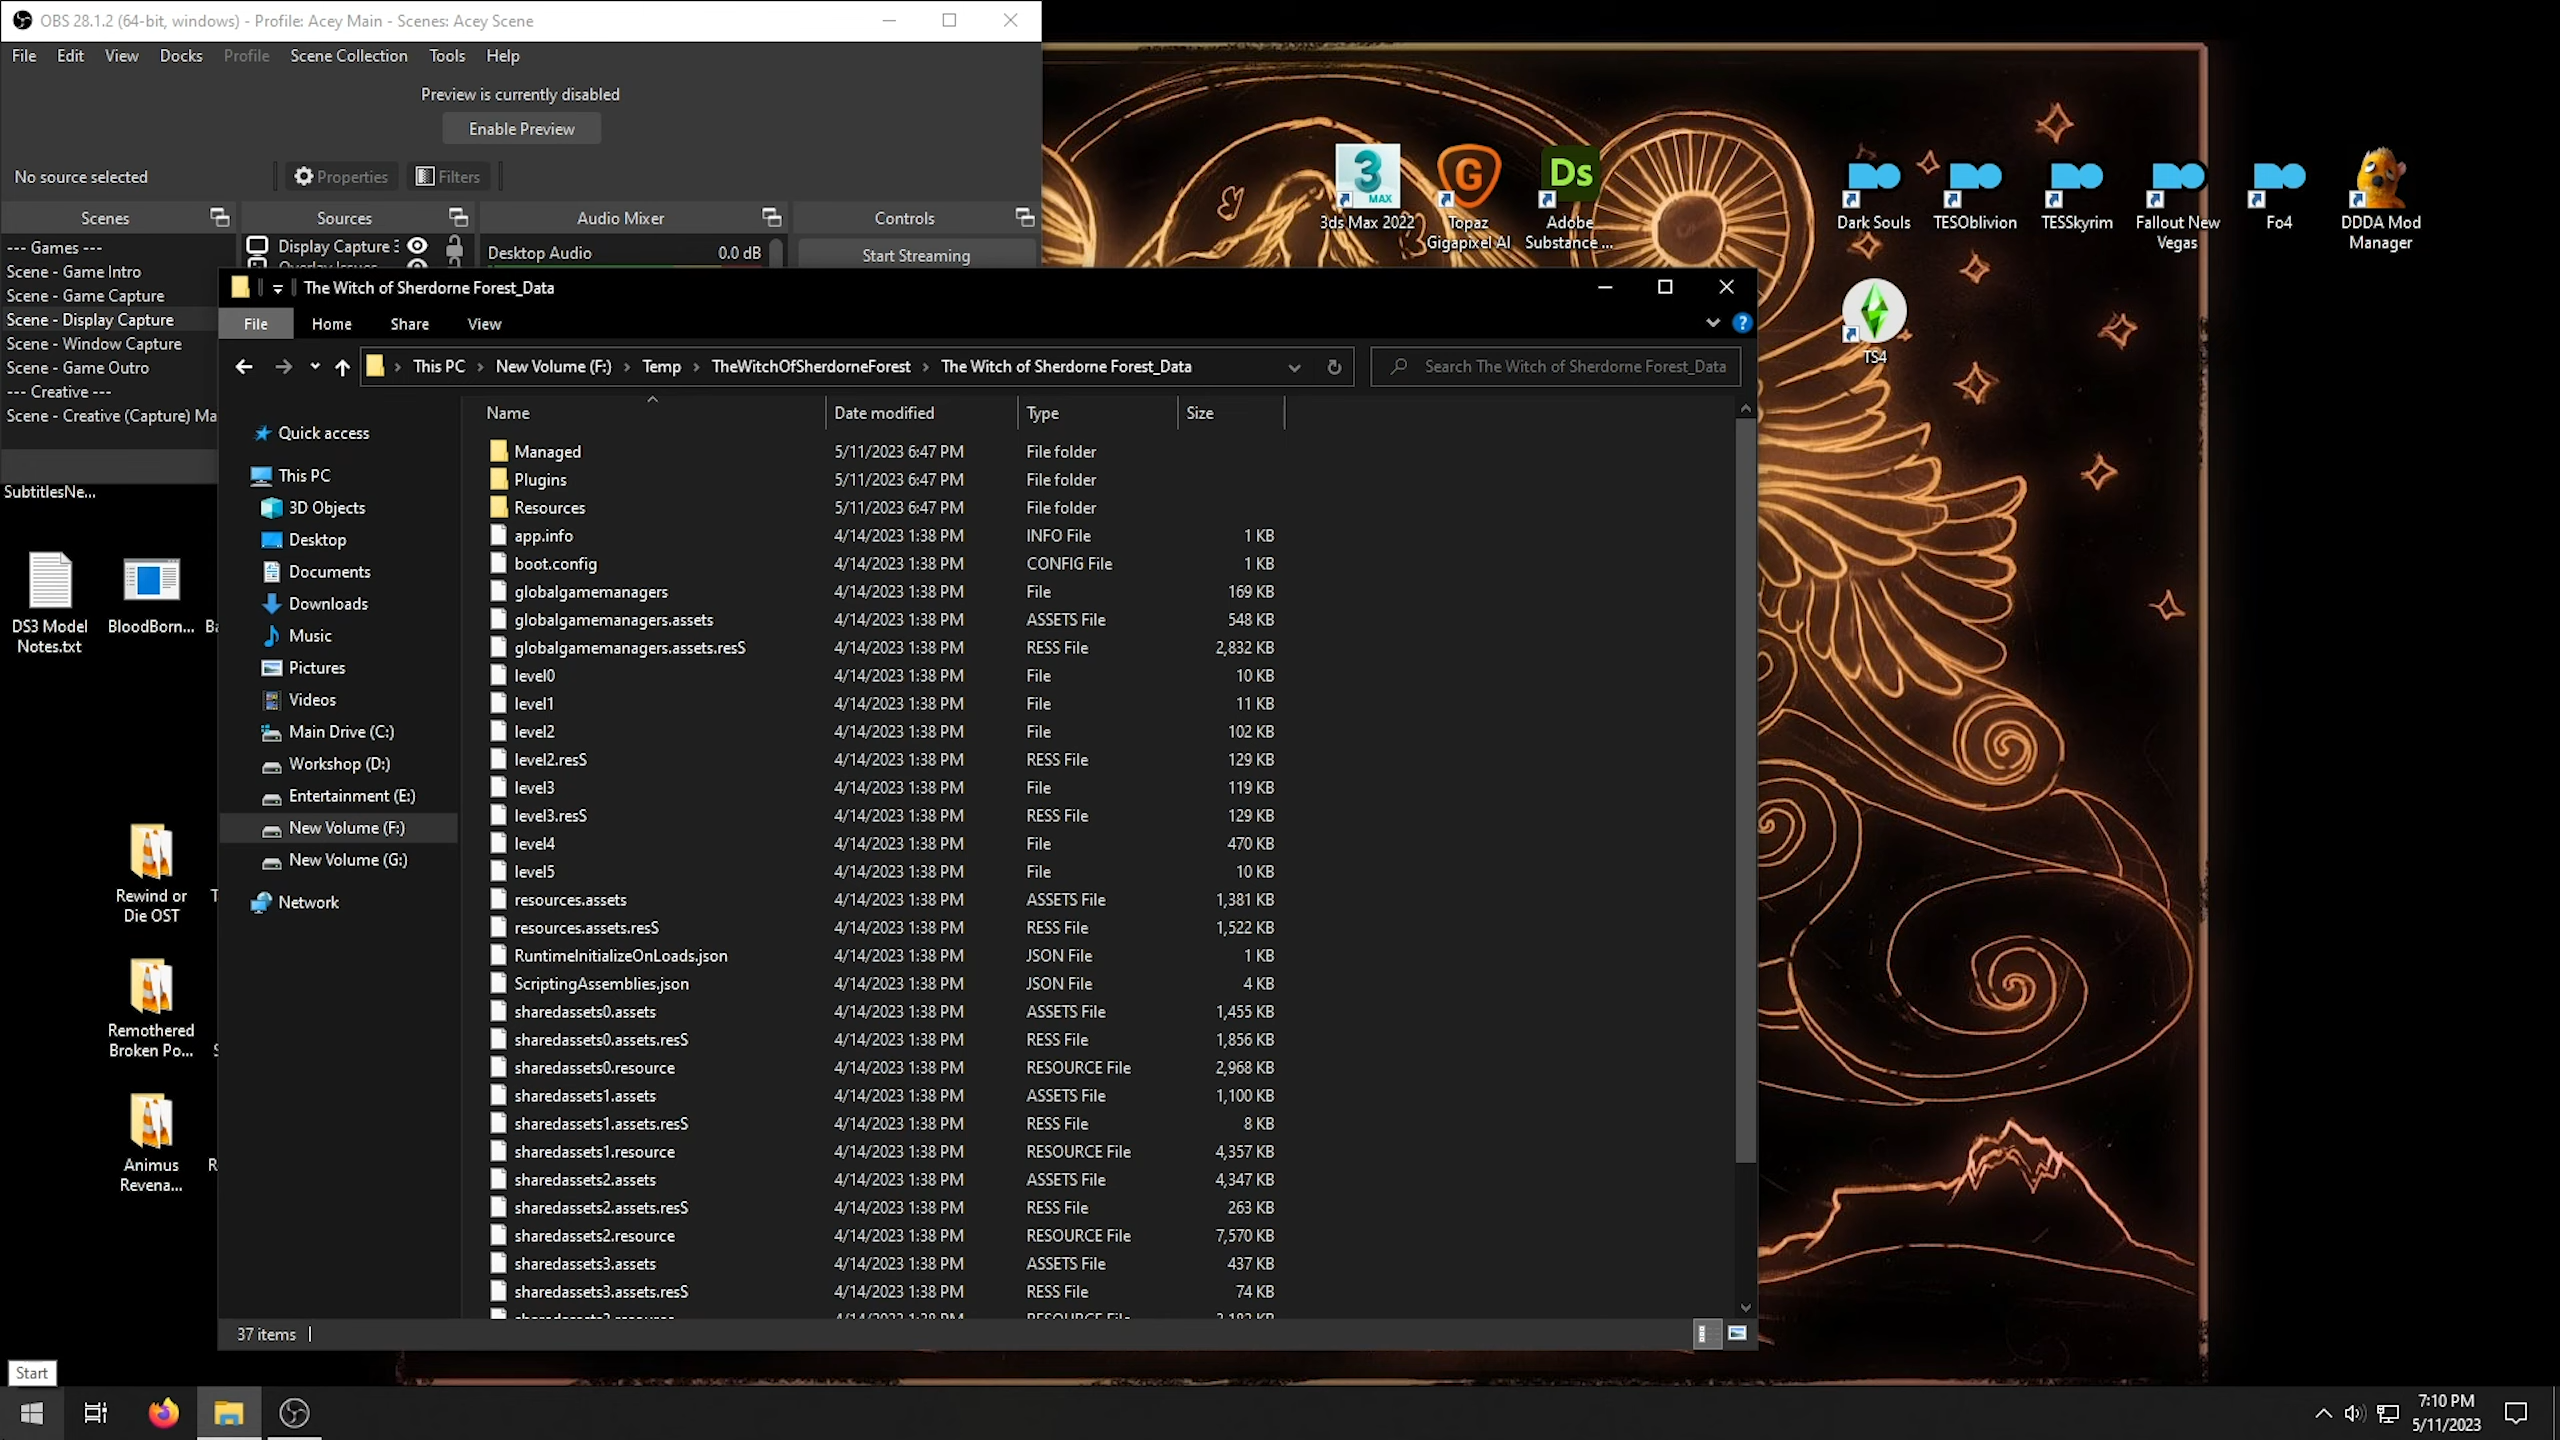 OBS 28.1.2 (64-bit, windows) - Profile: Acey Main - Scenes: Acey Scene
File Edit View Docks Profile Scene Collection Tools Help
Preview is currently disabled
Enable Preview
No source selected
Properties
Filters
Scenes
Sources
Audio Mixer
Controls
--- Games ---
Scene - Game Intro
Scene - Game Capture
Scene - Display Capture
Scene - Window Capture
Scene - Game Outro
--- Creative ---
Scene - Creative (Capture) Ma
Display Capture
Overlay Issues
Desktop Audio 0.0 dB
Start Streaming
3ds Max 2022
Topaz
Gigapixel AI
Adobe
Substance ...
Dark Souls
TESOblivion
TESSkyrim
Fallout New
Vegas
Fo4
DDDA Mod
Manager
TS4
SubtitlesNe...
DS3 Model
Notes.txt
BloodBorn...
Ba
Rewind or
Die OST
Remothered
Broken Po...
Animus
Revena...
R
The Witch of Sherdorne Forest_Data
File Home Share View
This PC › New Volume (F:) › Temp › TheWitchOfSherdorneForest › The Witch of Sherdorne Forest_Data
Search The Witch of Sherdorne Forest_Data
Quick access
This PC
3D Objects
Desktop
Documents
Downloads
Music
Pictures
Videos
Main Drive (C:)
Workshop (D:)
Entertainment (E:)
New Volume (F:)
New Volume (G:)
Network
Name Date modified Type Size
Managed 5/11/2023 6:47 PM File folder
Plugins 5/11/2023 6:47 PM File folder
Resources 5/11/2023 6:47 PM File folder
app.info 4/14/2023 1:38 PM INFO File 1 KB
boot.config 4/14/2023 1:38 PM CONFIG File 1 KB
globalgamemanagers 4/14/2023 1:38 PM File 169 KB
globalgamemanagers.assets 4/14/2023 1:38 PM ASSETS File 548 KB
globalgamemanagers.assets.resS 4/14/2023 1:38 PM RESS File 2,832 KB
level0 4/14/2023 1:38 PM File 10 KB
level1 4/14/2023 1:38 PM File 11 KB
level2 4/14/2023 1:38 PM File 102 KB
level2.resS 4/14/2023 1:38 PM RESS File 129 KB
level3 4/14/2023 1:38 PM File 119 KB
level3.resS 4/14/2023 1:38 PM RESS File 129 KB
level4 4/14/2023 1:38 PM File 470 KB
level5 4/14/2023 1:38 PM File 10 KB
resources.assets 4/14/2023 1:38 PM ASSETS File 1,381 KB
resources.assets.resS 4/14/2023 1:38 PM RESS File 1,522 KB
RuntimeInitializeOnLoads.json 4/14/2023 1:38 PM JSON File 1 KB
ScriptingAssemblies.json 4/14/2023 1:38 PM JSON File 4 KB
sharedassets0.assets 4/14/2023 1:38 PM ASSETS File 1,455 KB
sharedassets0.assets.resS 4/14/2023 1:38 PM RESS File 1,856 KB
sharedassets0.resource 4/14/2023 1:38 PM RESOURCE File 2,968 KB
sharedassets1.assets 4/14/2023 1:38 PM ASSETS File 1,100 KB
sharedassets1.assets.resS 4/14/2023 1:38 PM RESS File 8 KB
sharedassets1.resource 4/14/2023 1:38 PM RESOURCE File 4,357 KB
sharedassets2.assets 4/14/2023 1:38 PM ASSETS File 4,347 KB
sharedassets2.assets.resS 4/14/2023 1:38 PM RESS File 263 KB
sharedassets2.resource 4/14/2023 1:38 PM RESOURCE File 7,570 KB
sharedassets3.assets 4/14/2023 1:38 PM ASSETS File 437 KB
sharedassets3.assets.resS 4/14/2023 1:38 PM RESS File 74 KB
37 items
Start
7:10 PM
5/11/2023